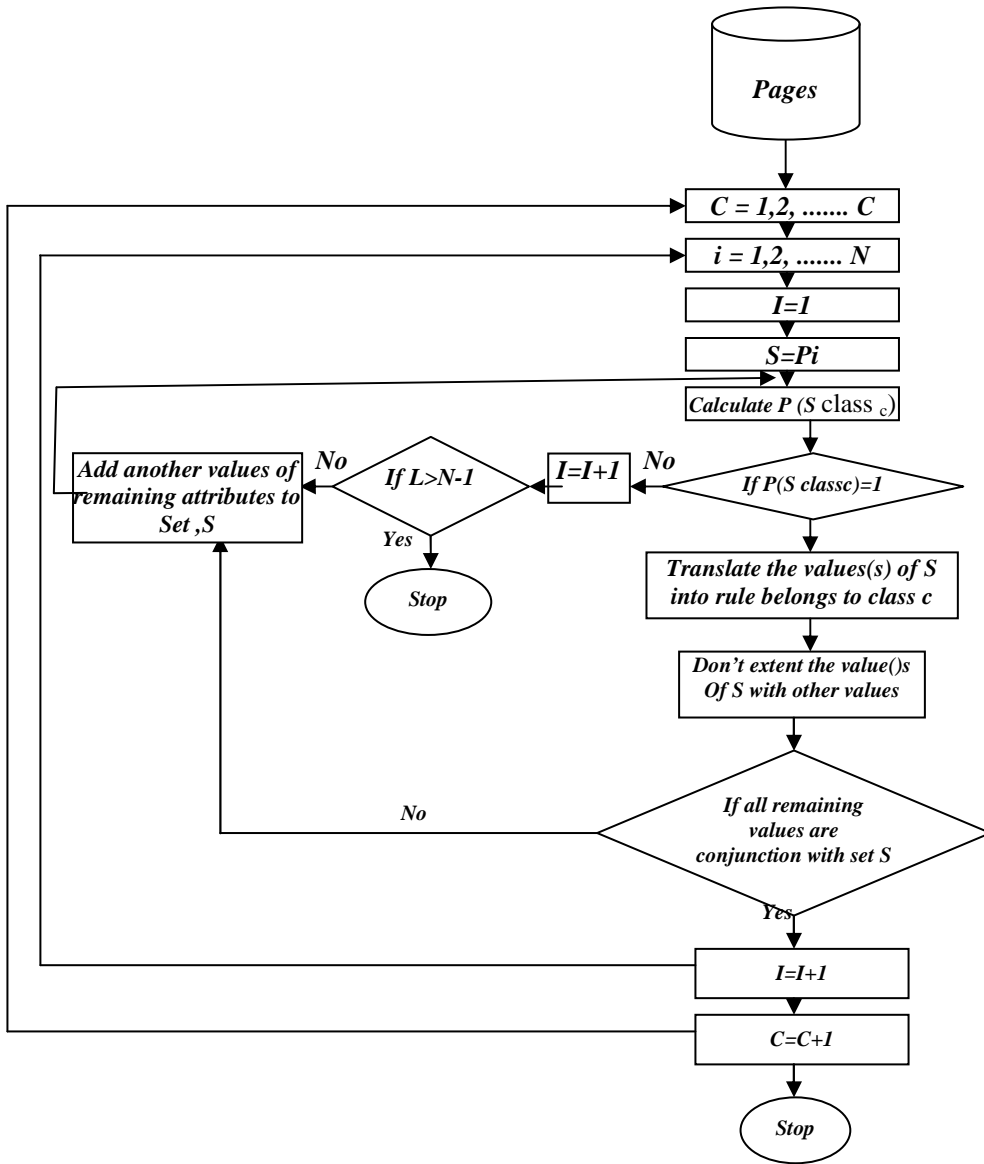 Pages
C = 1,2, ....... C
i = 1,2, ....... N
I=1
S=Pi
Calculate P (S class c)
If P(S classc)=1
No
I=I+1
If L>N-1
No
Add another values of
remaining attributes to
Set ,S
Yes
Stop
Translate the values(s) of S
into rule belongs to class c
Don't extent the value()s
Of S with other values
If all remaining
values are
conjunction with set S
No
Yes
I=I+1
C=C+1
Stop